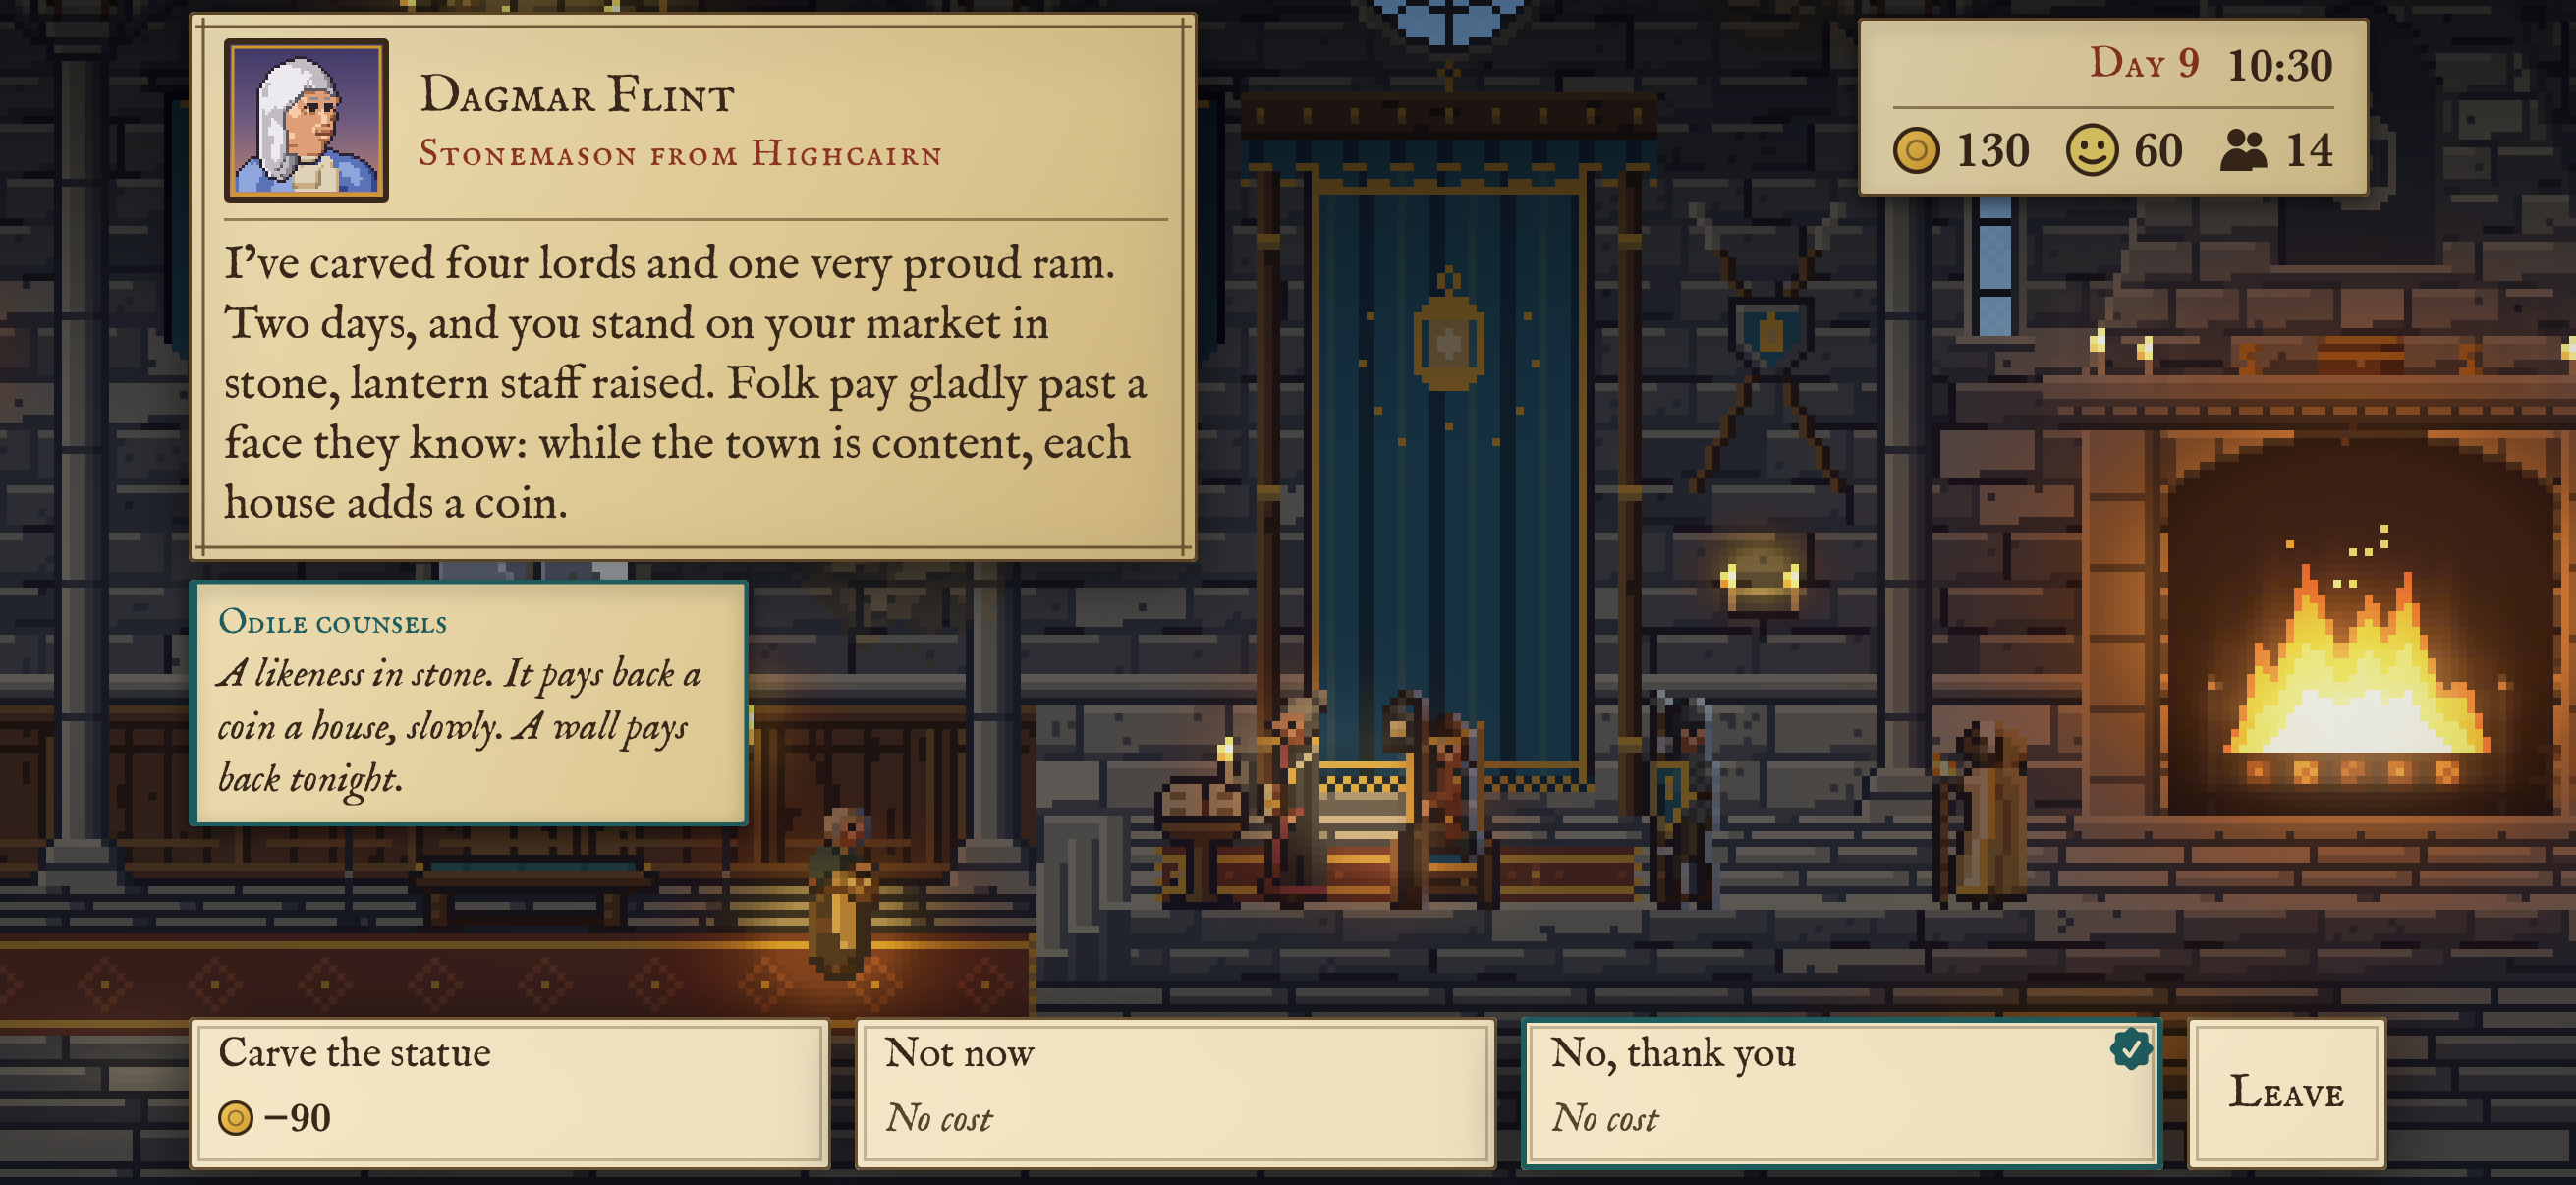 Dagmar Flint
Stonemason from Highcairn
I've carved four lords and one very proud ram.
Two days, and you stand on your market in
stone, lantern staff raised. Folk pay gladly past a
face they know: while the town is content, each
house adds a coin.
Day 9 10:30
130 60 14
Odile counsels
A likeness in stone. It pays back a
coin a house, slowly. A wall pays
back tonight.
Carve the statue
−90
Not now
No cost
No, thank you
No cost
Leave